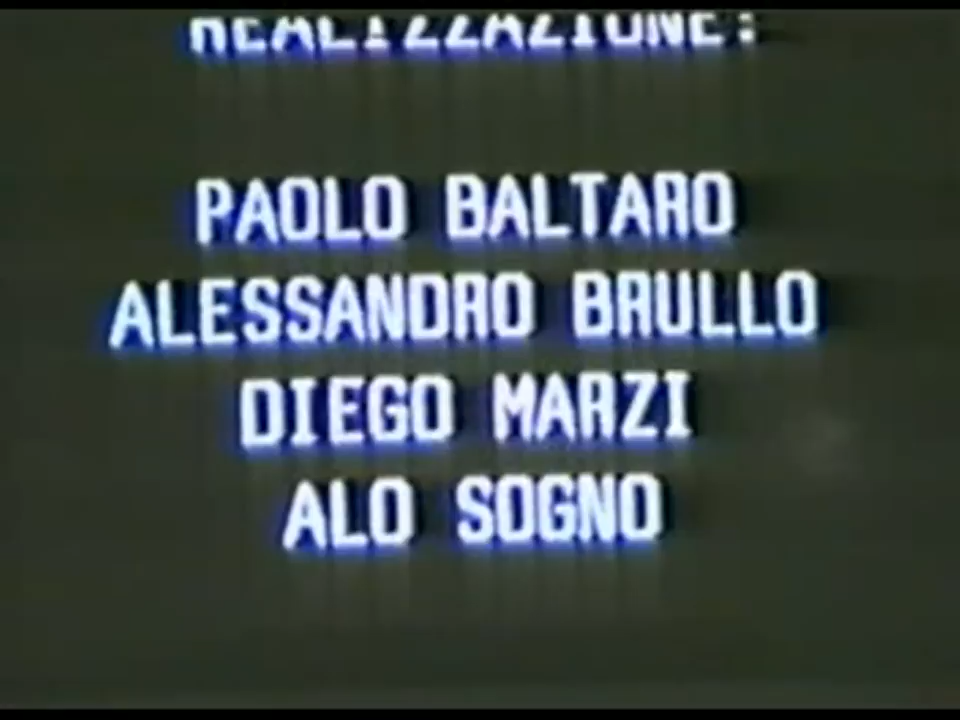 REALIZZAZIONE:
PAOLO BALTARO
ALESSANDRO BRULLO
DIEGO MARZI
ALO SOGNO